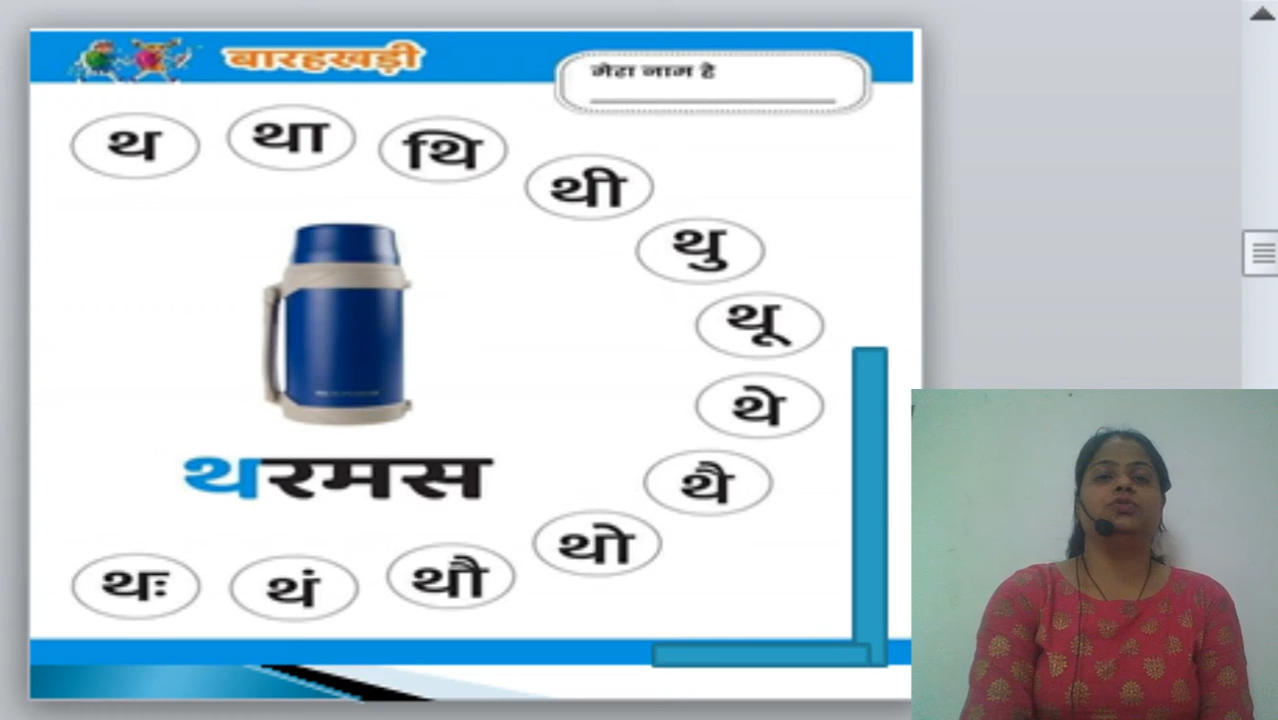 बारहखड़ी
मेरा नाम है
थ था थि थी थु थू थे थै थो थौ थं थः
थरमस